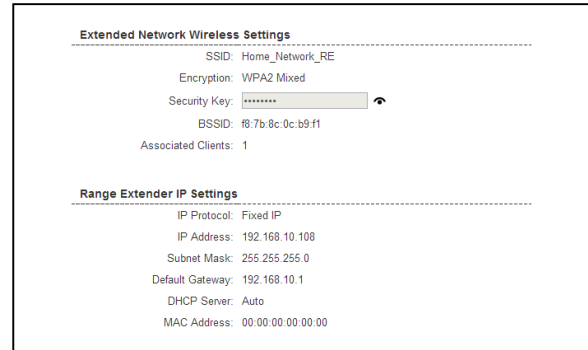 Extended Network Wireless Settings
SSID: Home_Network_RE
Encryption: WPA2 Mixed
Security Key: ••••••••
BSSID: f8:7b:8c:0c:b9:f1
Associated Clients: 1
Range Extender IP Settings
IP Protocol: Fixed IP
IP Address: 192.168.10.108
Subnet Mask: 255.255.255.0
Default Gateway: 192.168.10.1
DHCP Server: Auto
MAC Address: 00:00:00:00:00:00